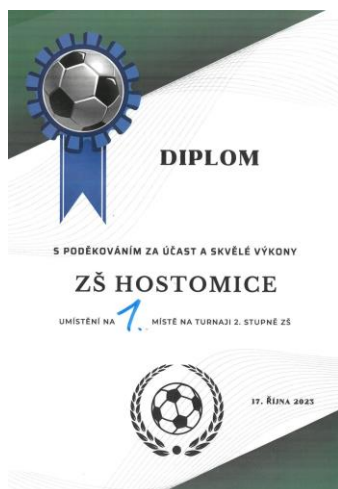 DIPLOM
S PODĚKOVÁNÍM ZA ÚČAST A SKVĚLÉ VÝKONY
ZŠ HOSTOMICE
UMÍSTĚNÍ NA 1. MÍSTĚ NA TURNAJI 2. STUPNĚ ZŠ
17. ŘÍJNA 2023